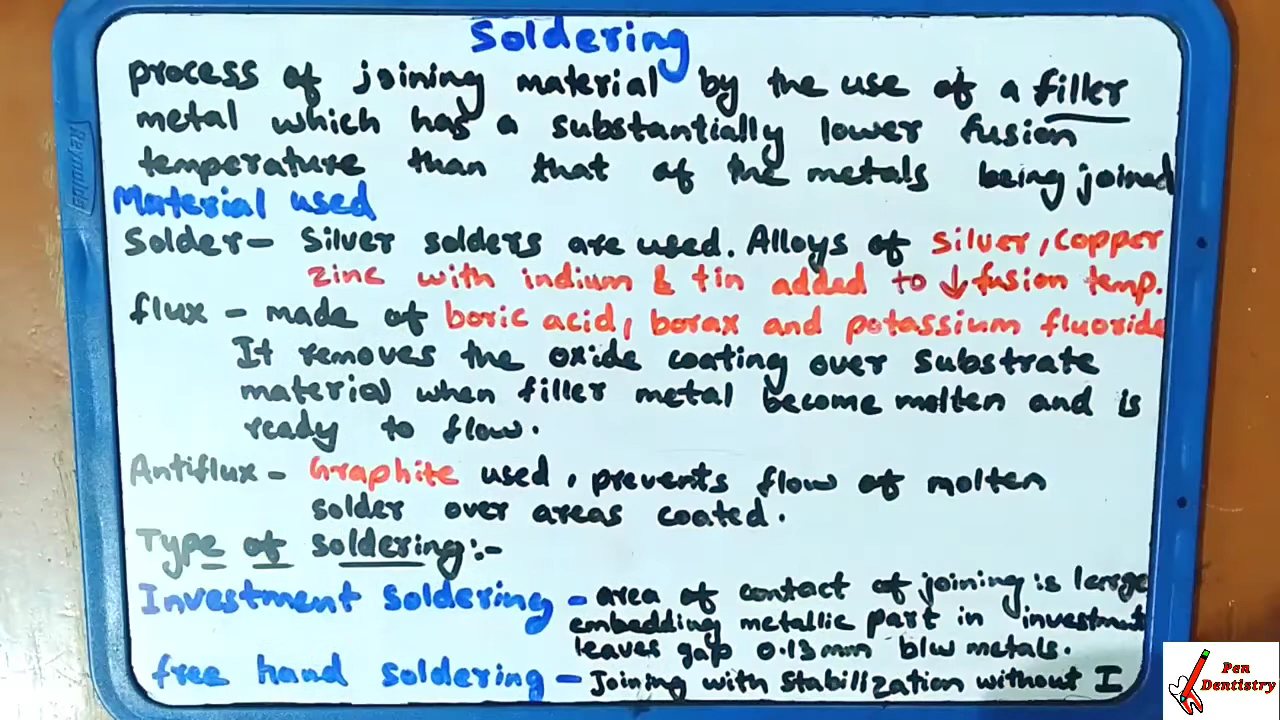 Soldering
process of joining material by the use of a filler
metal which has a substantially lower fusion
temperature than that of the metals being joined
Material used
Solder- Silver solders are used. Alloys of silver, copper
zinc with indium & tin added to ↓ fusion temp.
flux - made of boric acid, borax and potassium fluoride
It removes the oxide coating over substrate
material when filler metal become molten and is
ready to flow.
Antiflux - Graphite used, prevents flow of molten
solder over areas coated.
Type of soldering:-
Investment soldering - area of contact of joining is large
embedding metallic part in investment
leaves gap 0.13mm b/w metals.
free hand soldering - Joining with stabilization without I
Reynolds
Pen
Dentistry